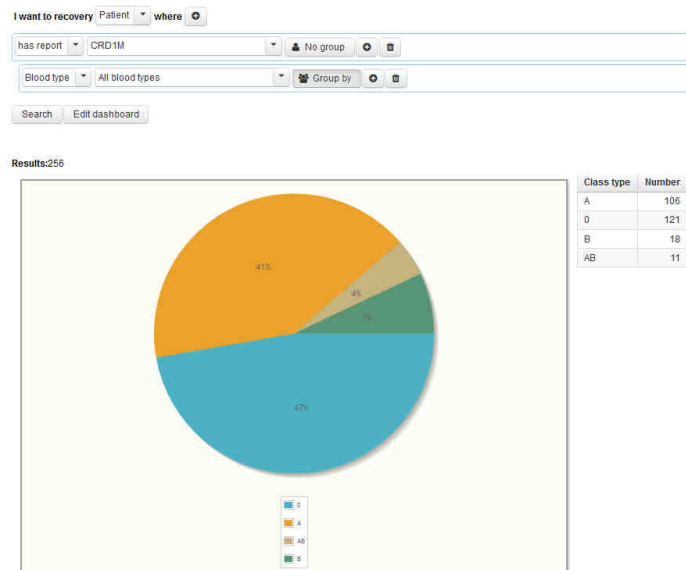 I want to recovery Patient where
has report CRD1M No group
Blood type All blood types Group by
Search Edit dashboard
Results:256
Class type Number
A 106
0 121
B 18
AB 11
41%
4%
7%
47%
0
A
AB
B